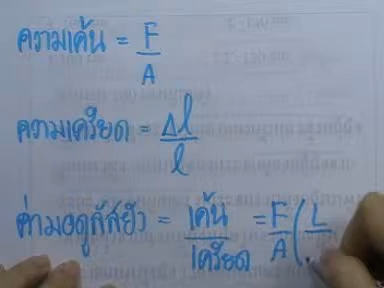 ความเค้น = F/A
ความเครียด = Δl/l
ค่ามอดูลัสยัง = เค้น/เครียด = F/A (L